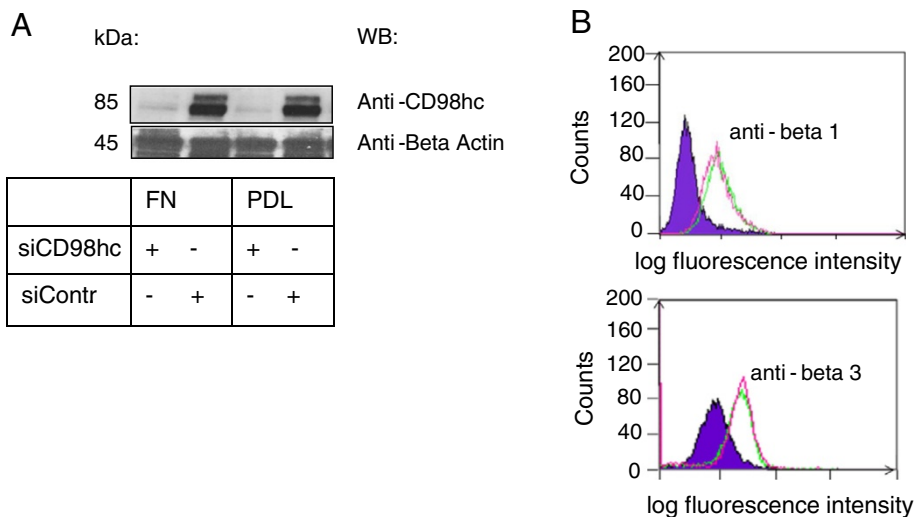 A
kDa:
WB:
85
Anti-CD98hc
45
Anti-Beta Actin
FN PDL
siCD98hc + - + -
siContr - + - +
B
200
160
120
80
40
0
Counts
anti-beta 1
log fluorescence intensity
200
160
120
80
40
0
Counts
anti-beta 3
log fluorescence intensity